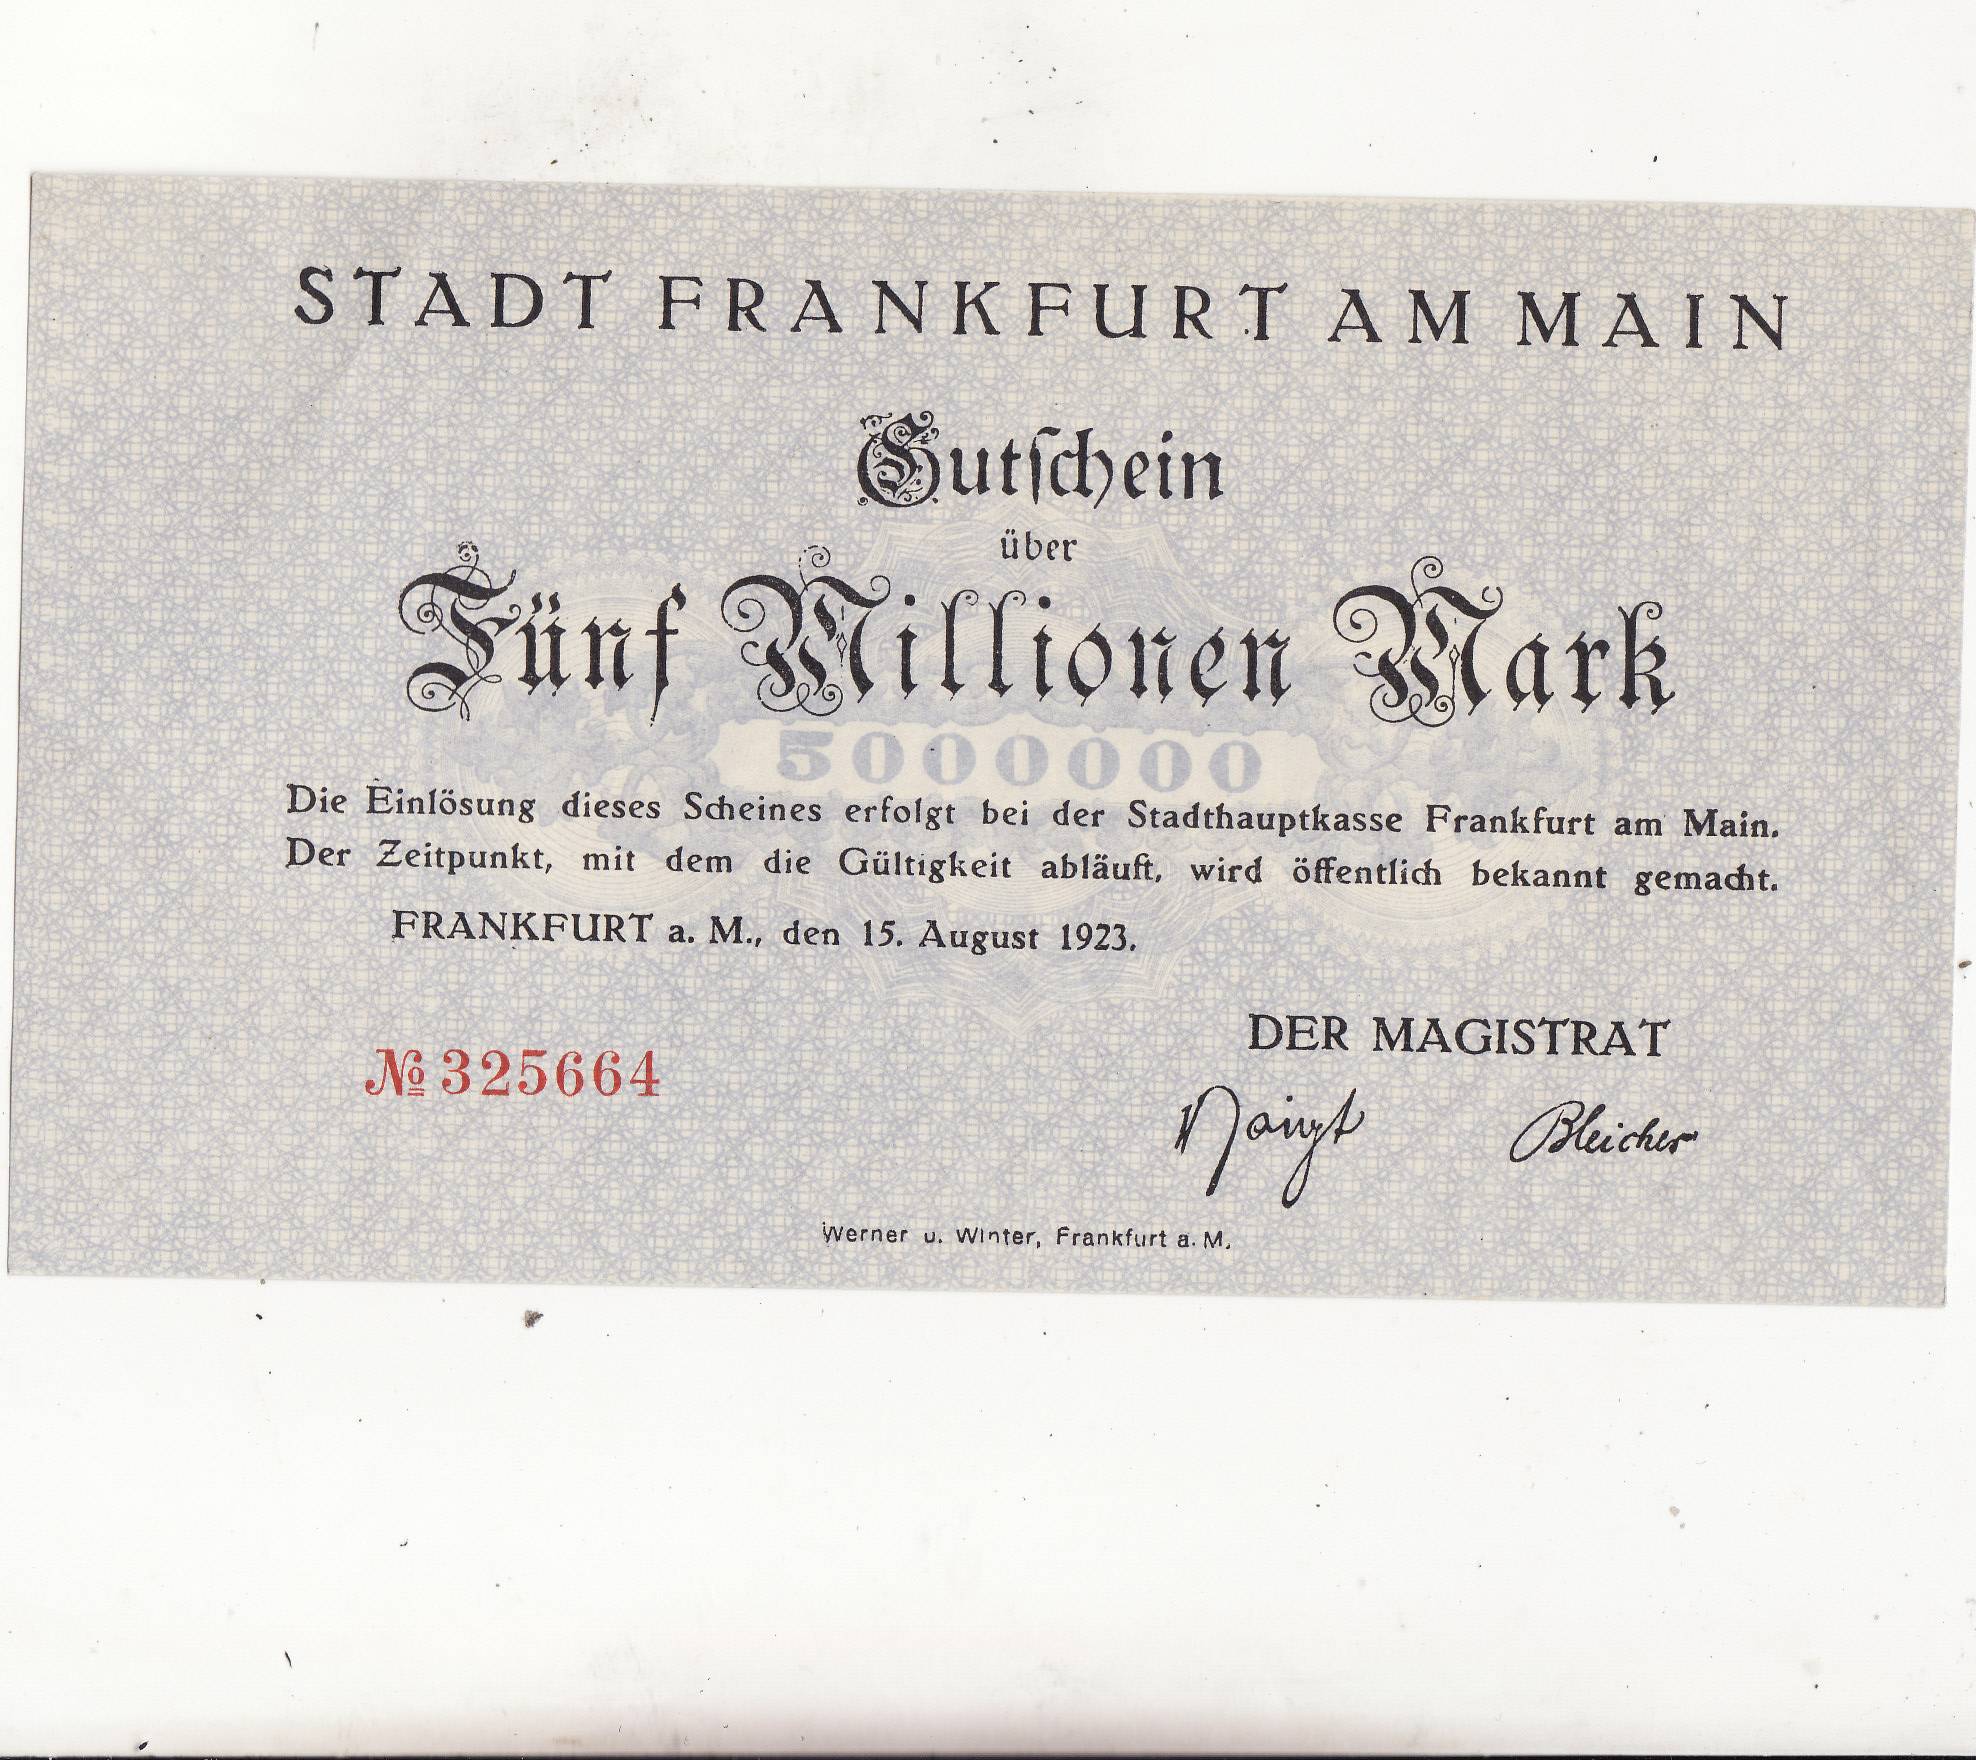 STADT FRANKFURT AM MAIN
Gutschein
über
Fünf Millionen Mark
5000000
Die Einlösung dieses Scheines erfolgt bei der Stadthauptkasse Frankfurt am Main.
Der Zeitpunkt, mit dem die Gültigkeit abläuft, wird öffentlich bekannt gemacht.
FRANKFURT a. M., den 15. August 1923.
DER MAGISTRAT
№ 325664
Voigt Bleicher
Werner u. Winter, Frankfurt a. M.